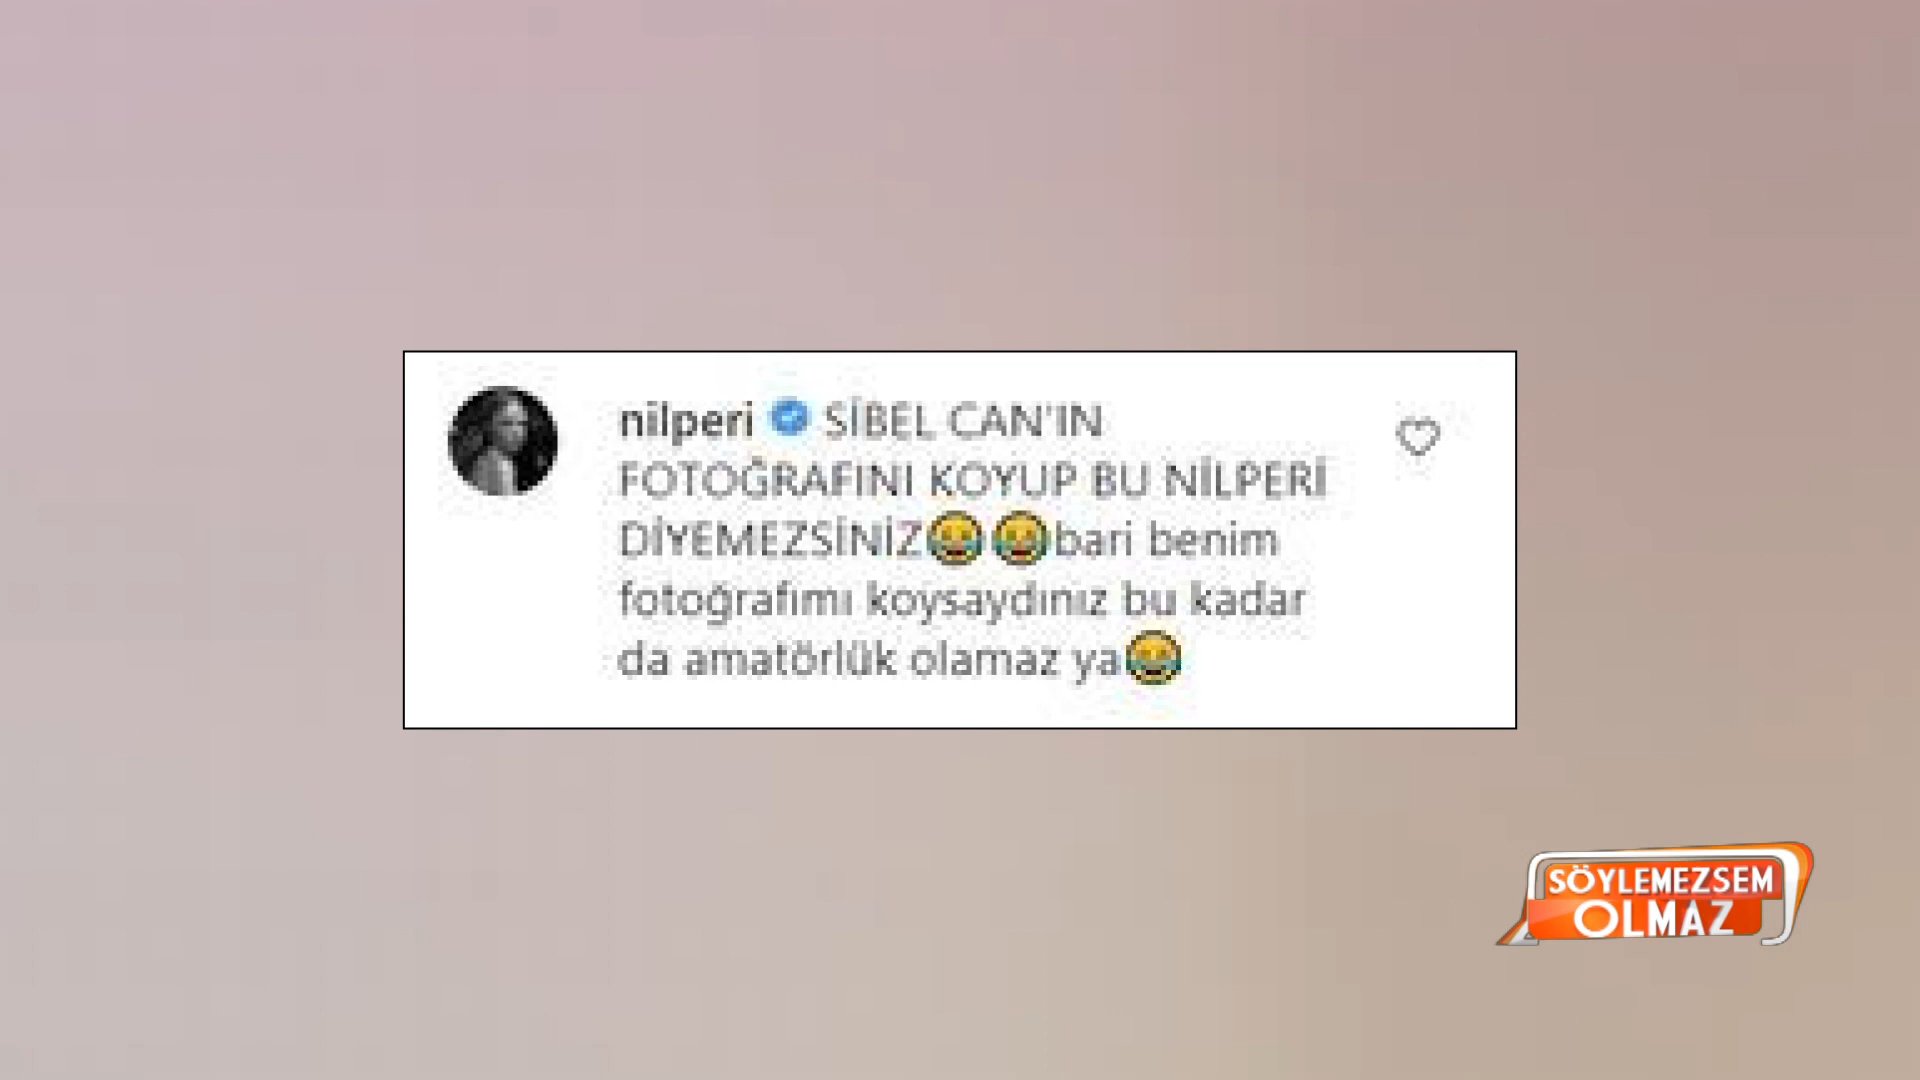 nilperi SİBEL CAN'IN
FOTOĞRAFINI KOYUP BU NİLPERİ
DİYEMEZSİNİZ😂😂bari benim
fotoğrafımı koysaydınız bu kadar
da amatörlük olamaz ya😂
SÖYLEMEZSEM
OLMAZ